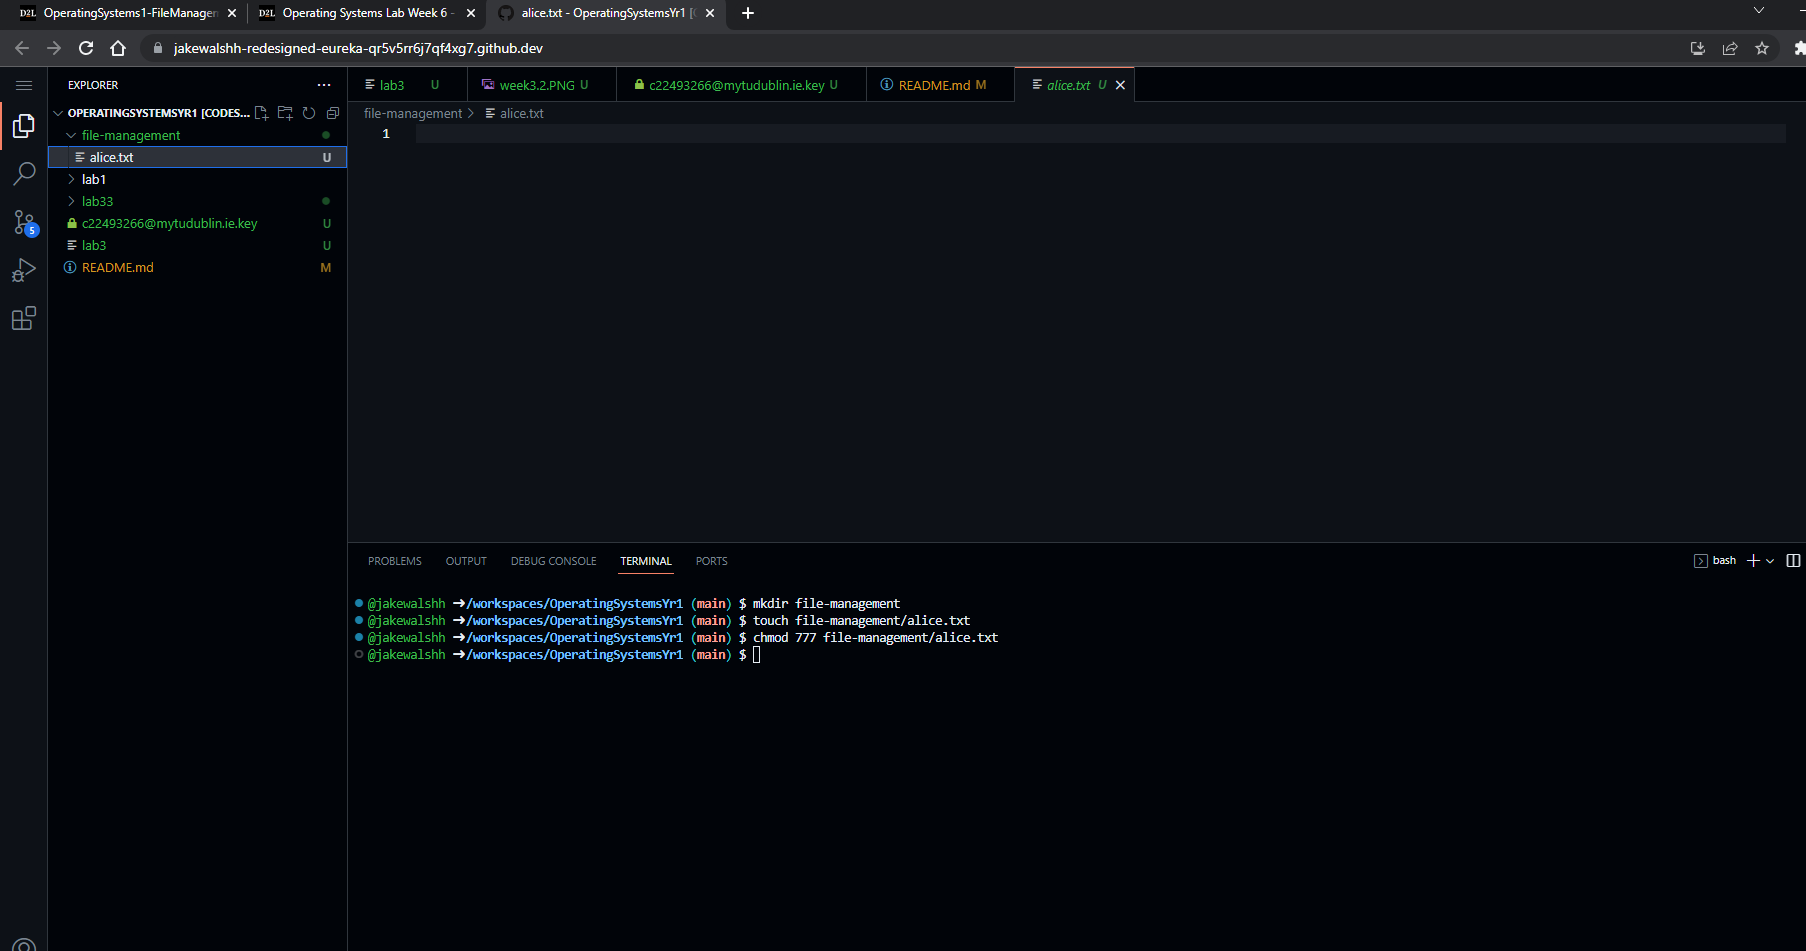 D2L OperatingSystems1-FileManager
D2L Operating Systems Lab Week 6 -
alice.txt - OperatingSystemsYr1 [C
jakewalshh-redesigned-eureka-qr5v5rr6j7qf4xg7.github.dev
EXPLORER
OPERATINGSYSTEMSYR1 [CODES...
file-management
alice.txt U
lab1
lab33
c22493266@mytudublin.ie.key U
lab3 U
README.md M
5
lab3 U
week3.2.PNG U
c22493266@mytudublin.ie.key U
README.md M
alice.txt U
file-management > alice.txt
1
PROBLEMS OUTPUT DEBUG CONSOLE TERMINAL PORTS
bash
@jakewalshh ➜/workspaces/OperatingSystemsYr1 (main) $ mkdir file-management
@jakewalshh ➜/workspaces/OperatingSystemsYr1 (main) $ touch file-management/alice.txt
@jakewalshh ➜/workspaces/OperatingSystemsYr1 (main) $ chmod 777 file-management/alice.txt
@jakewalshh ➜/workspaces/OperatingSystemsYr1 (main) $